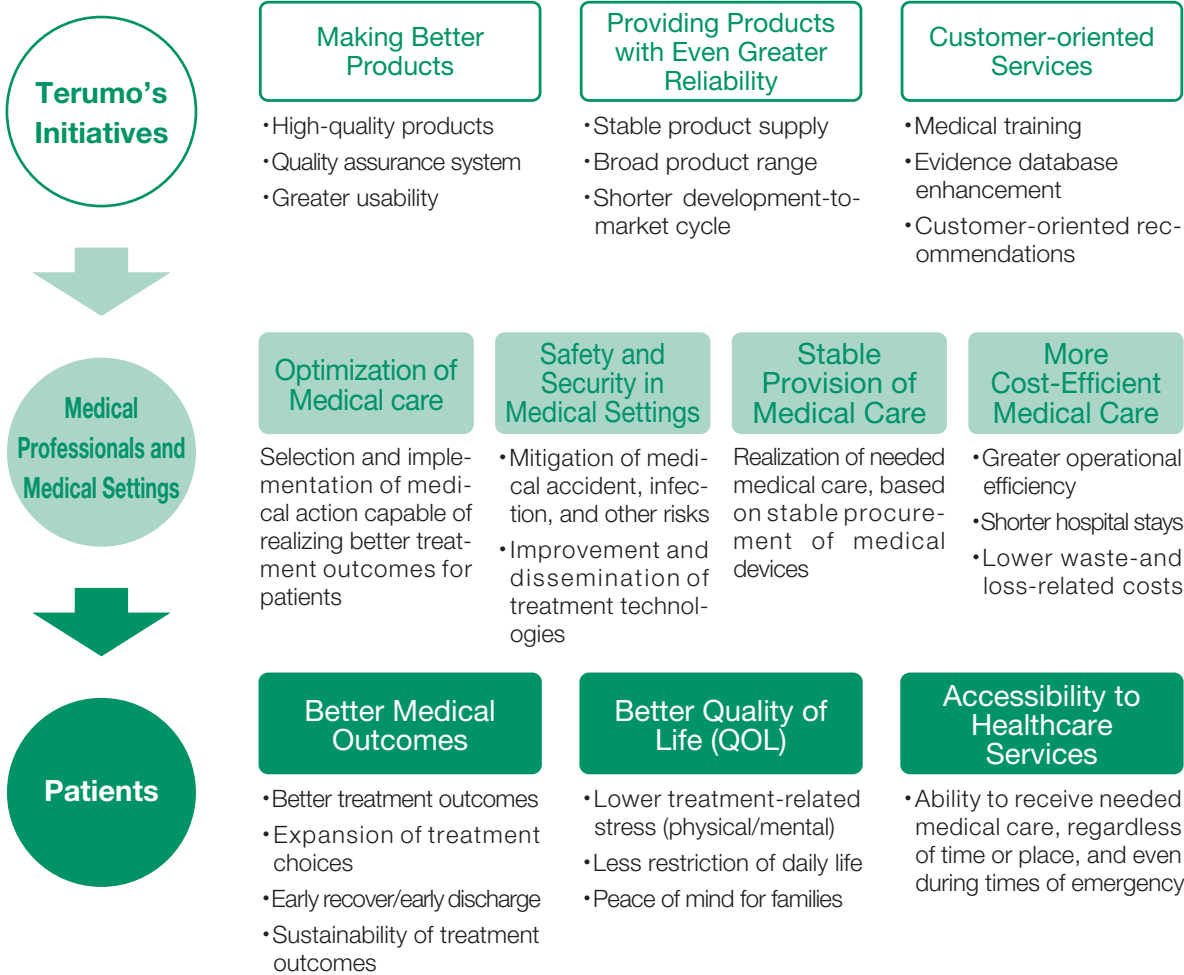 Terumo's
Initiatives
Making Better
Products
・High-quality products
・Quality assurance system
・Greater usability
Providing Products
with Even Greater
Reliability
・Stable product supply
・Broad product range
・Shorter development-to-
market cycle
Customer-oriented
Services
・Medical training
・Evidence database
enhancement
・Customer-oriented rec-
ommendations
Medical
Professionals and
Medical Settings
Optimization of
Medical care
Selection and imple-
mentation of medi-
cal action capable of
realizing better treat-
ment outcomes for
patients
Safety and
Security in
Medical Settings
・Mitigation of medi-
cal accident, infec-
tion, and other risks
・Improvement and
dissemination of
treatment technol-
ogies
Stable
Provision of
Medical Care
Realization of needed
medical care, based
on stable procure-
ment of medical
devices
More
Cost-Efficient
Medical Care
・Greater operational
efficiency
・Shorter hospital stays
・Lower waste-and
loss-related costs
Patients
Better Medical
Outcomes
・Better treatment outcomes
・Expansion of treatment
choices
・Early recover/early discharge
・Sustainability of treatment
outcomes
Better Quality of
Life (QOL)
・Lower treatment-related
stress (physical/mental)
・Less restriction of daily life
・Peace of mind for families
Accessibility to
Healthcare
Services
・Ability to receive needed
medical care, regardless
of time or place, and even
during times of emergency